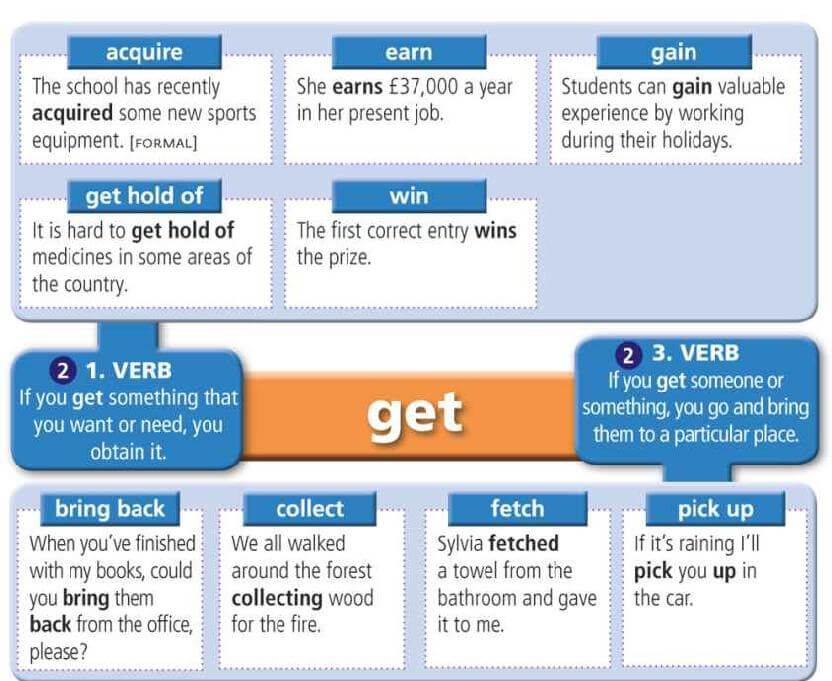 acquire
The school has recently
acquired some new sports
equipment. [FORMAL]
earn
She earns £37,000 a year
in her present job.
gain
Students can gain valuable
experience by working
during their holidays.
get hold of
It is hard to get hold of
medicines in some areas of
the country.
win
The first correct entry wins
the prize.
2 1. VERB
If you get something that
you want or need, you
obtain it.
get
2 3. VERB
If you get someone or
something, you go and bring
them to a particular place.
bring back
When you've finished
with my books, could
you bring them
back from the office,
please?
collect
We all walked
around the forest
collecting wood
for the fire.
fetch
Sylvia fetched
a towel from the
bathroom and gave
it to me.
pick up
If it's raining I'll
pick you up in
the car.